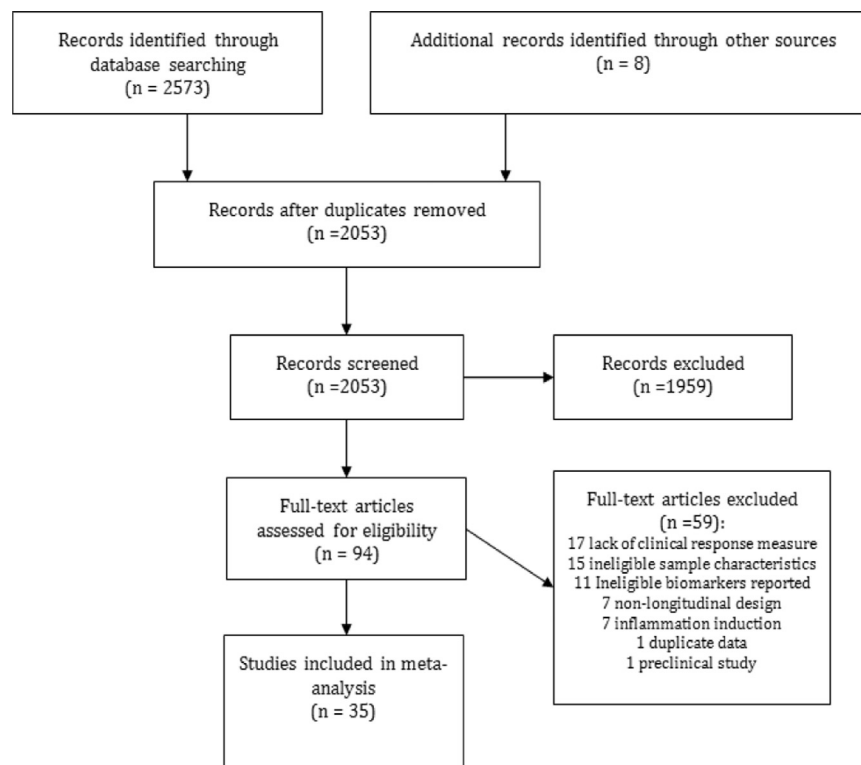 Records identified through
database searching
(n = 2573)
Additional records identified through other sources
(n = 8)
Records after duplicates removed
(n =2053)
Records screened
(n =2053)
Records excluded
(n =1959)
Full-text articles
assessed for eligibility
(n = 94)
Full-text articles excluded
(n =59):
17 lack of clinical response measure
15 ineligible sample characteristics
11 Ineligible biomarkers reported
7 non-longitudinal design
7 inflammation induction
1 duplicate data
1 preclinical study
Studies included in meta-
analysis
(n = 35)